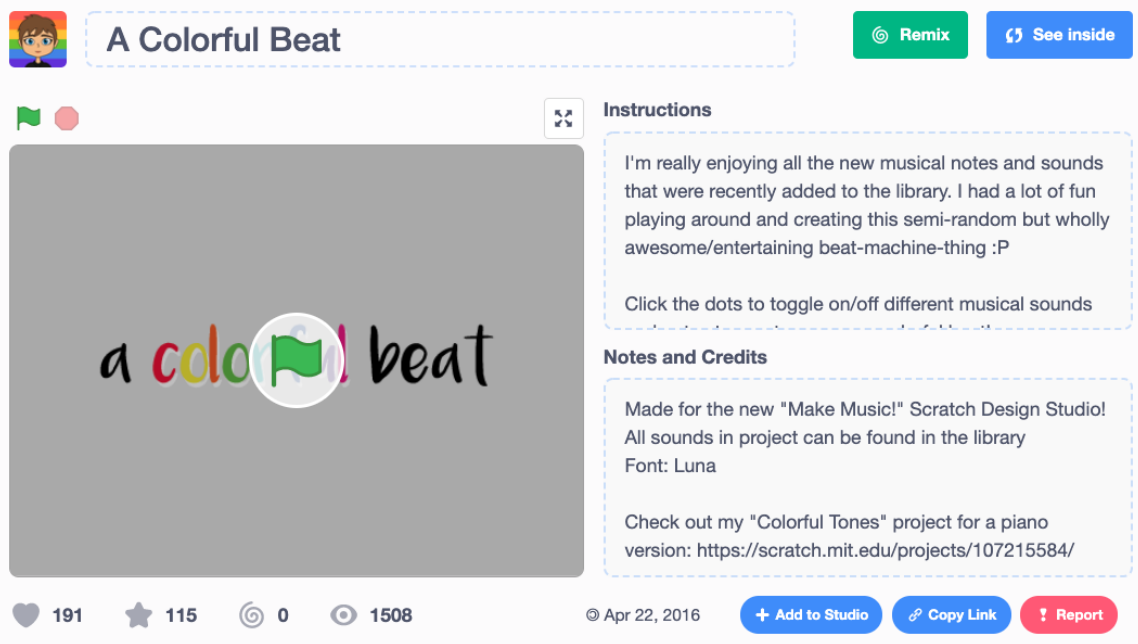 A Colorful Beat
Remix
See inside
Instructions
I'm really enjoying all the new musical notes and sounds
that were recently added to the library. I had a lot of fun
playing around and creating this semi-random but wholly
awesome/entertaining beat-machine-thing :P
Click the dots to toggle on/off different musical sounds
a colorful beat
Notes and Credits
Made for the new "Make Music!" Scratch Design Studio!
All sounds in project can be found in the library
Font: Luna
Check out my "Colorful Tones" project for a piano
version: https://scratch.mit.edu/projects/107215584/
191
115
0
1508
Apr 22, 2016
Add to Studio
Copy Link
Report